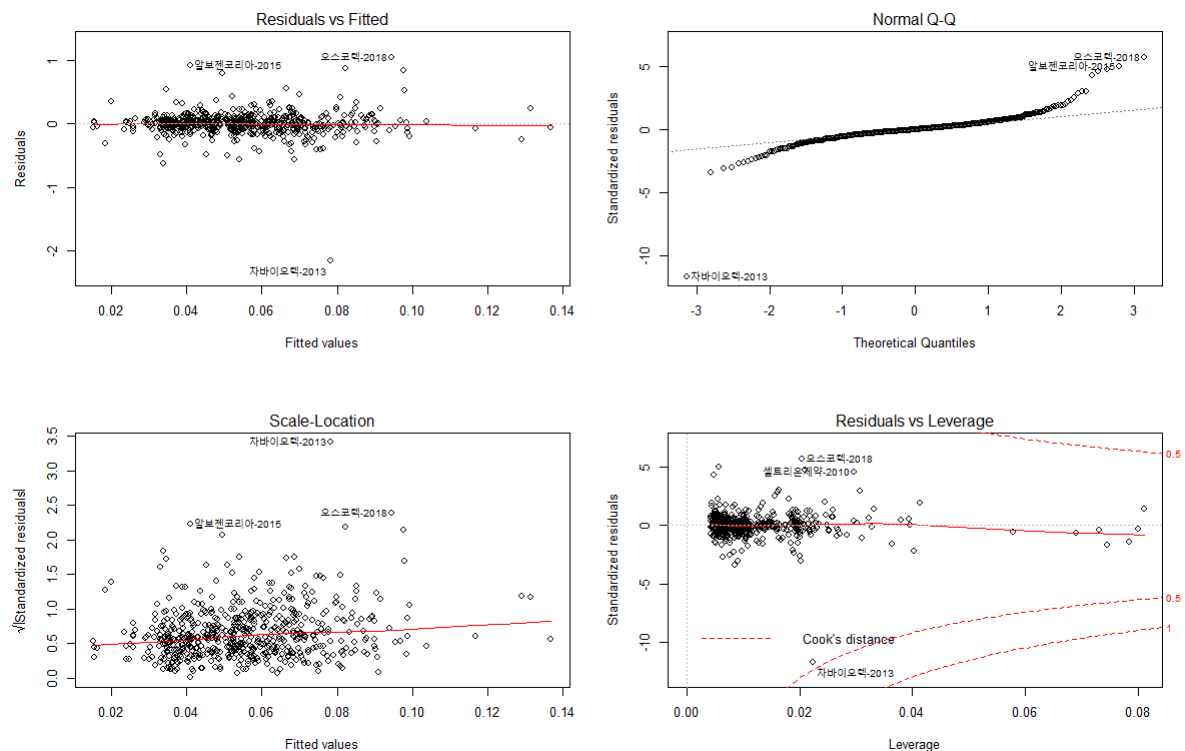 Residuals vs Fitted
Residuals
1
0
-1
-2
알보젠코리아-2015
오스코텍-2018
차바이오텍-2013
0.02 0.04 0.06 0.08 0.10 0.12 0.14
Fitted values
Normal Q-Q
Standardized residuals
5
0
-5
-10
오스코텍-2018
알보젠코리아-2015
차바이오텍-2013
-3 -2 -1 0 1 2 3
Theoretical Quantiles
Scale-Location
√|Standardized residuals|
3.5
3.0
2.5
2.0
1.5
1.0
0.5
0.0
차바이오텍-2013
알보젠코리아-2015
오스코텍-2018
0.02 0.04 0.06 0.08 0.10 0.12 0.14
Fitted values
Residuals vs Leverage
Standardized residuals
5
0
-5
-10
오스코텍-2018
셀트리온제약-2010
0.5
0.5
1
Cook's distance
차바이오텍-2013
0.00 0.02 0.04 0.06 0.08
Leverage